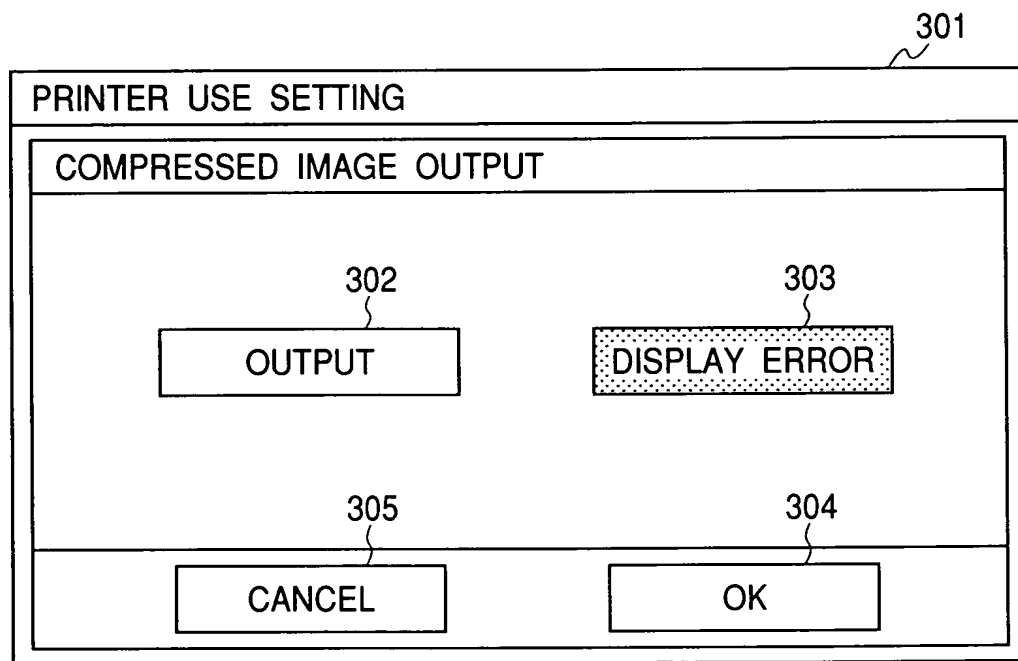 301
PRINTER USE SETTING
COMPRESSED IMAGE OUTPUT
302
303
OUTPUT
DISPLAY ERROR
305
304
CANCEL
OK